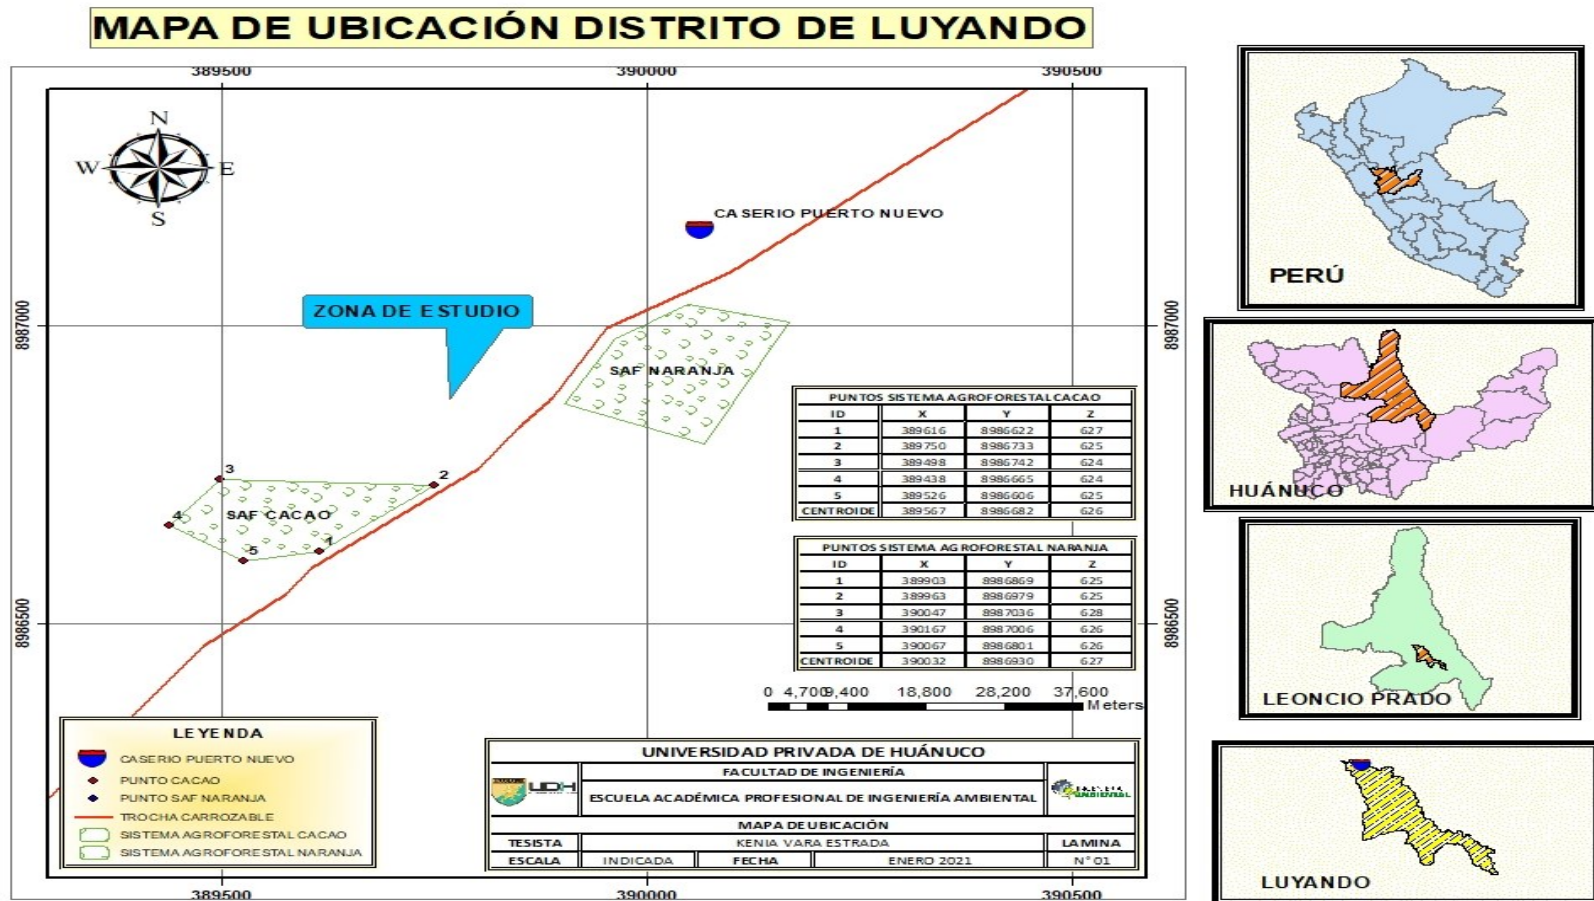 MAPA DE UBICACIÓN DISTRITO DE LUYANDO
389500 390000 390500
N
W E
S
CASERIO PUERTO NUEVO
ZONA DE ESTUDIO
8987000 8987000
SAF NARANJA
3 2
SAF CACAO
4 1
5
8986500 8986500
PUNTOS SISTEMA AGROFORESTAL CACAO
ID X Y Z
1 389616 8986622 627
2 389750 8986733 625
3 389498 8986742 624
4 389438 8986665 624
5 389526 8986606 625
CENTROIDE 389567 8986682 626
PUNTOS SISTEMA AGROFORESTAL NARANJA
ID X Y Z
1 389903 8986869 625
2 389963 8986979 625
3 390047 8987036 628
4 390167 8987006 626
5 390067 8986801 626
CENTROIDE 390032 8986930 627
0 4,700 9,400 18,800 28,200 37,600
Meters
LEYENDA
CASERIO PUERTO NUEVO
PUNTO CACAO
PUNTO SAF NARANJA
TROCHA CARROZABLE
SISTEMA AGROFORESTAL CACAO
SISTEMA AGROFORESTAL NARANJA
UNIVERSIDAD PRIVADA DE HUÁNUCO
UDH
FACULTAD DE INGENIERÍA
ESCUELA ACADÉMICA PROFESIONAL DE INGENIERÍA AMBIENTAL
AMBIENTAL
MAPA DE UBICACIÓN
TESISTA KENIA VARA ESTRADA LAMINA
ESCALA INDICADA FECHA ENERO 2021 N° 01
389500 390000 390500
PERÚ
HUÁNUCO
LEONCIO PRADO
LUYANDO